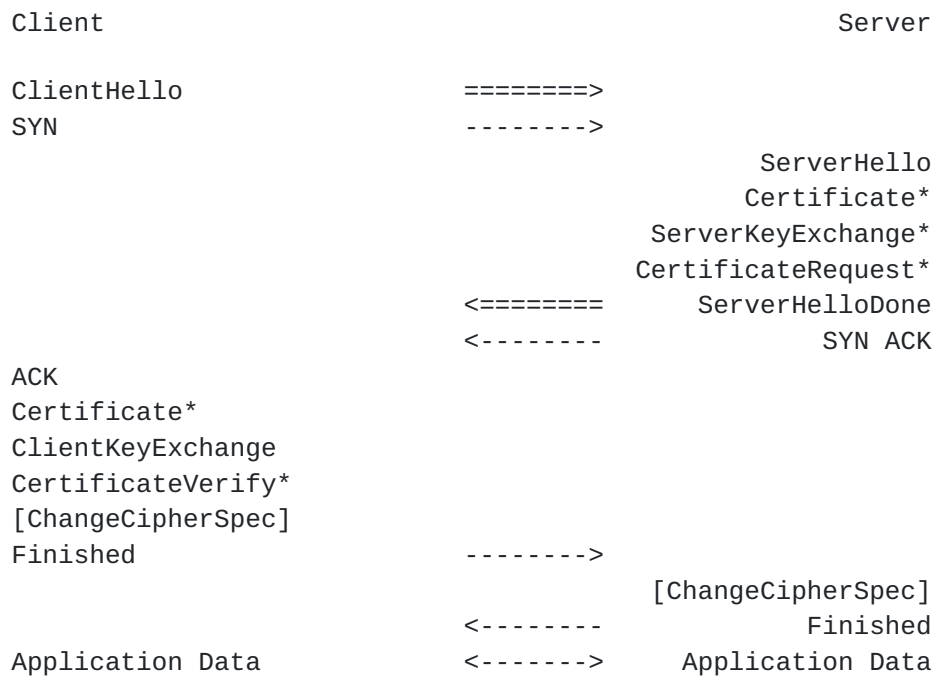 Client Server
ClientHello ========>
SYN -------->
ServerHello
Certificate*
ServerKeyExchange*
CertificateRequest*
<======== ServerHelloDone
<-------- SYN ACK
ACK
Certificate*
ClientKeyExchange
CertificateVerify*
[ChangeCipherSpec]
Finished -------->
[ChangeCipherSpec]
<-------- Finished
Application Data <-------> Application Data